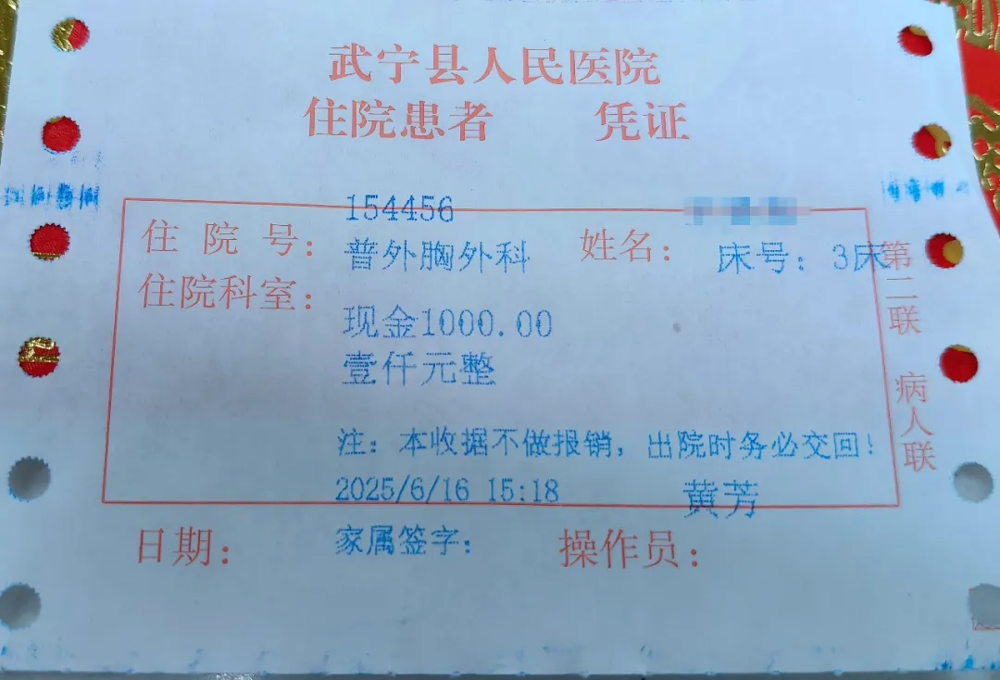 武宁县人民医院
住院患者 凭证
154456
住院号：
普外胸外科
姓名：
床号：3床
住院科室：
现金1000.00
壹仟元整
注：本收据不做报销，出院时务必交回！
2025/6/16 15:18
黄芳
日期：
家属签字：
操作员：
第二联 病人联